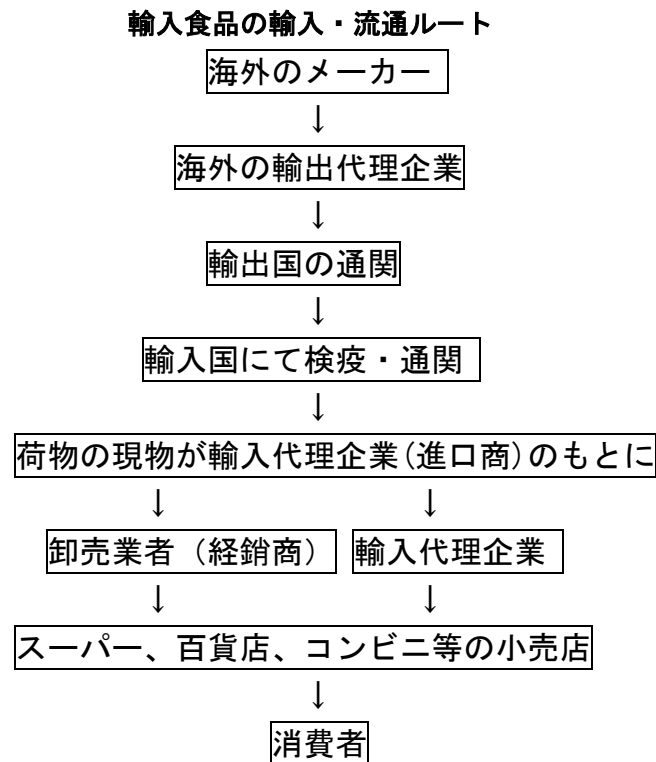 輸入食品の輸入・流通ルート
海外のメーカー
↓
海外の輸出代理企業
↓
輸出国の通関
↓
輸入国にて検疫・通関
↓
荷物の現物が輸入代理企業(進口商)のもとに
↓ ↓
卸売業者（経銷商） 輸入代理企業
↓ ↓
スーパー、百貨店、コンビニ等の小売店
↓
消費者